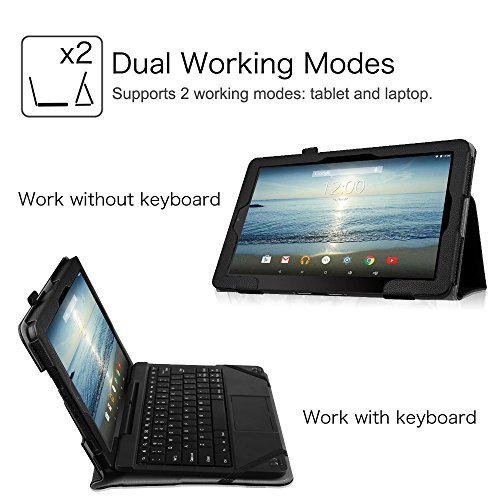 x2
Dual Working Modes
Supports 2 working modes: tablet and laptop.
Work without keyboard
Google
12:00
Work with keyboard